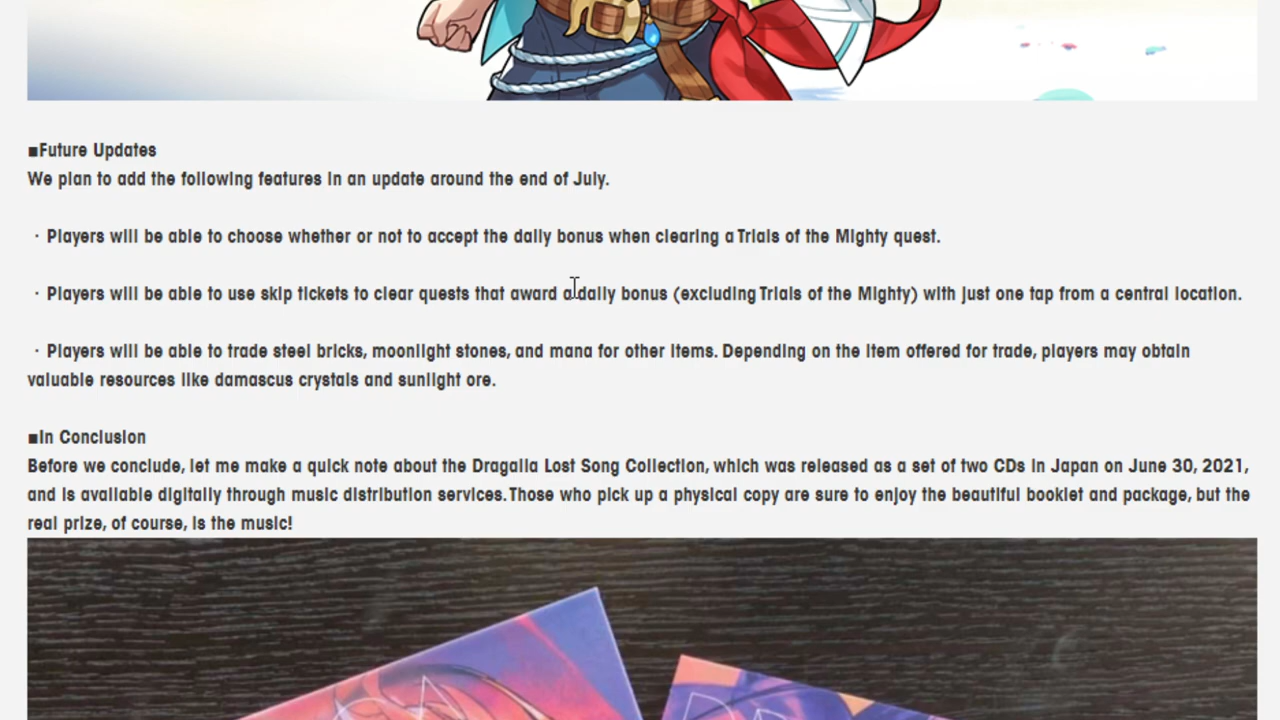 ■Future Updates
We plan to add the following features in an update around the end of July.
・Players will be able to choose whether or not to accept the daily bonus when clearing a Trials of the Mighty quest.
・Players will be able to use skip tickets to clear quests that award a daily bonus (excluding Trials of the Mighty) with just one tap from a central location.
・Players will be able to trade steel bricks, moonlight stones, and mana for other items. Depending on the item offered for trade, players may obtain
valuable resources like damascus crystals and sunlight ore.
■In Conclusion
Before we conclude, let me make a quick note about the Dragalia Lost Song Collection, which was released as a set of two CDs in Japan on June 30, 2021,
and is available digitally through music distribution services. Those who pick up a physical copy are sure to enjoy the beautiful booklet and package, but the
real prize, of course, is the music!